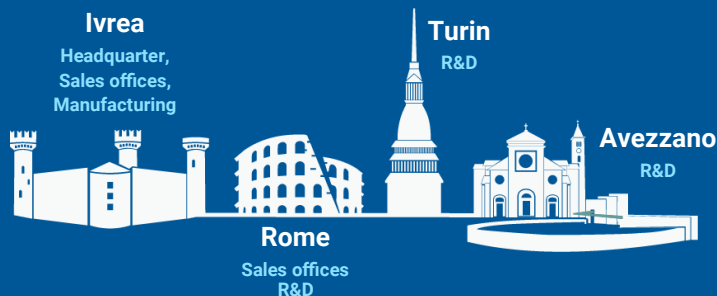 Ivrea
Headquarter,
Sales offices,
Manufacturing
Turin
R&D
Avezzano
R&D
Rome
Sales offices
R&D